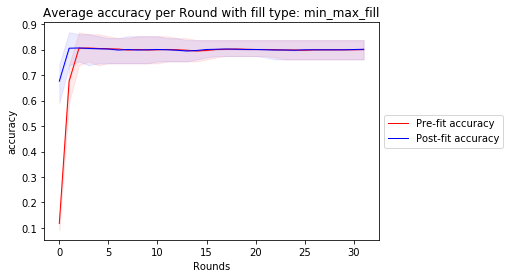 Average accuracy per Round with fill type: min_max_fill
accuracy
0.9
0.8
0.7
0.6
0.5
0.4
0.3
0.2
0.1
0 5 10 15 20 25 30
Rounds
Pre-fit accuracy
Post-fit accuracy